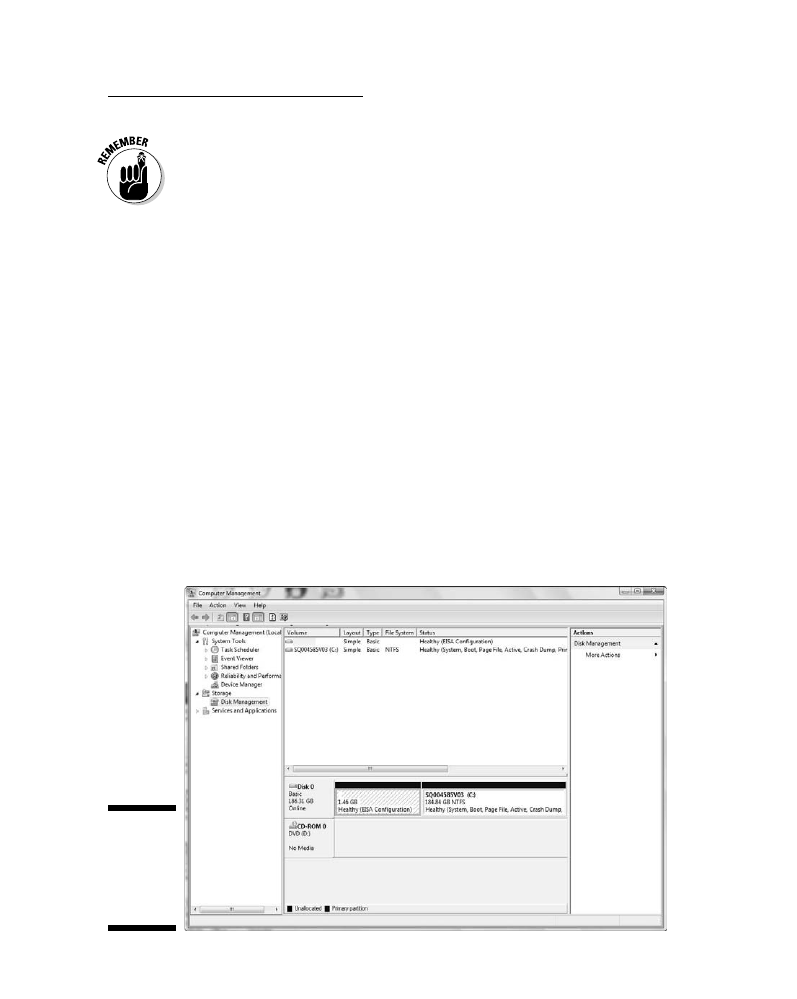 REMEMBER
Computer Management
File Action View Help
Computer Management (Local
System Tools
Task Scheduler
Event Viewer
Shared Folders
Reliability and Performa
Device Manager
Storage
Disk Management
Services and Applications
Volume Layout Type File System Status
Simple Basic Healthy (EISA Configuration)
SQ004585V03 (C:) Simple Basic NTFS Healthy (System, Boot, Page File, Active, Crash Dump, Prir
Disk 0
Basic
186.31 GB
Online
1.46 GB
Healthy (EISA Configuration)
SQ004585V03 (C:)
184.84 GB NTFS
Healthy (System, Boot, Page File, Active, Crash Dump,
CD-ROM 0
DVD (D:)
No Media
Unallocated Primary partition
Actions
Disk Management
More Actions